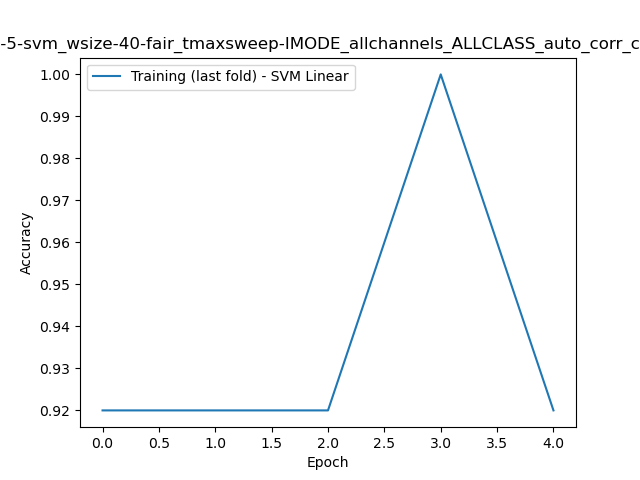 -5-svm_wsize-40-fair_tmaxsweep-IMODE_allchannels_ALLCLASS_auto_corr_c
Training (last fold) - SVM Linear
1.00
0.99
0.98
0.97
0.96
0.95
0.94
0.93
0.92
Accuracy
0.0 0.5 1.0 1.5 2.0 2.5 3.0 3.5 4.0
Epoch